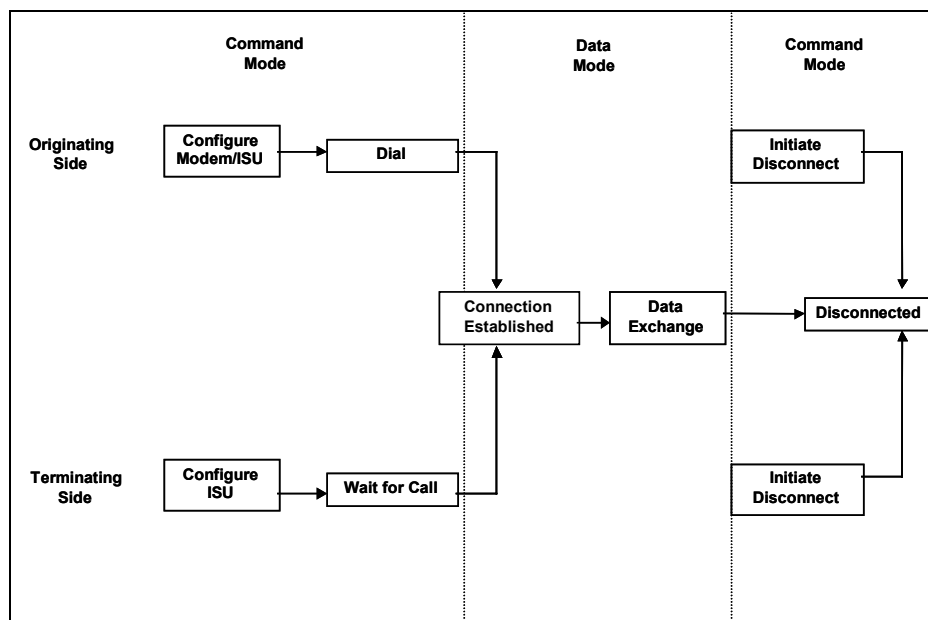 Command
Mode
Data
Mode
Command
Mode
Originating
Side
Configure
Modem/ISU
Dial
Initiate
Disconnect
Connection
Established
Data
Exchange
Disconnected
Terminating
Side
Configure
ISU
Wait for Call
Initiate
Disconnect